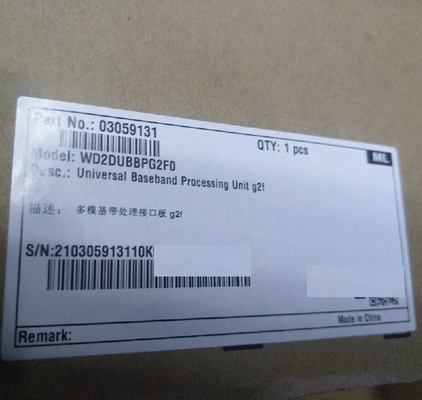 Part No.: 03059131
QTY: 1 pcs
ML
Model: WD2DUBBPG2F0
Desc.: Universal Baseband Processing Unit g2f
描述: 多模基带处理接口板 g2f
S/N:210305913110K
Made in China
Remark: